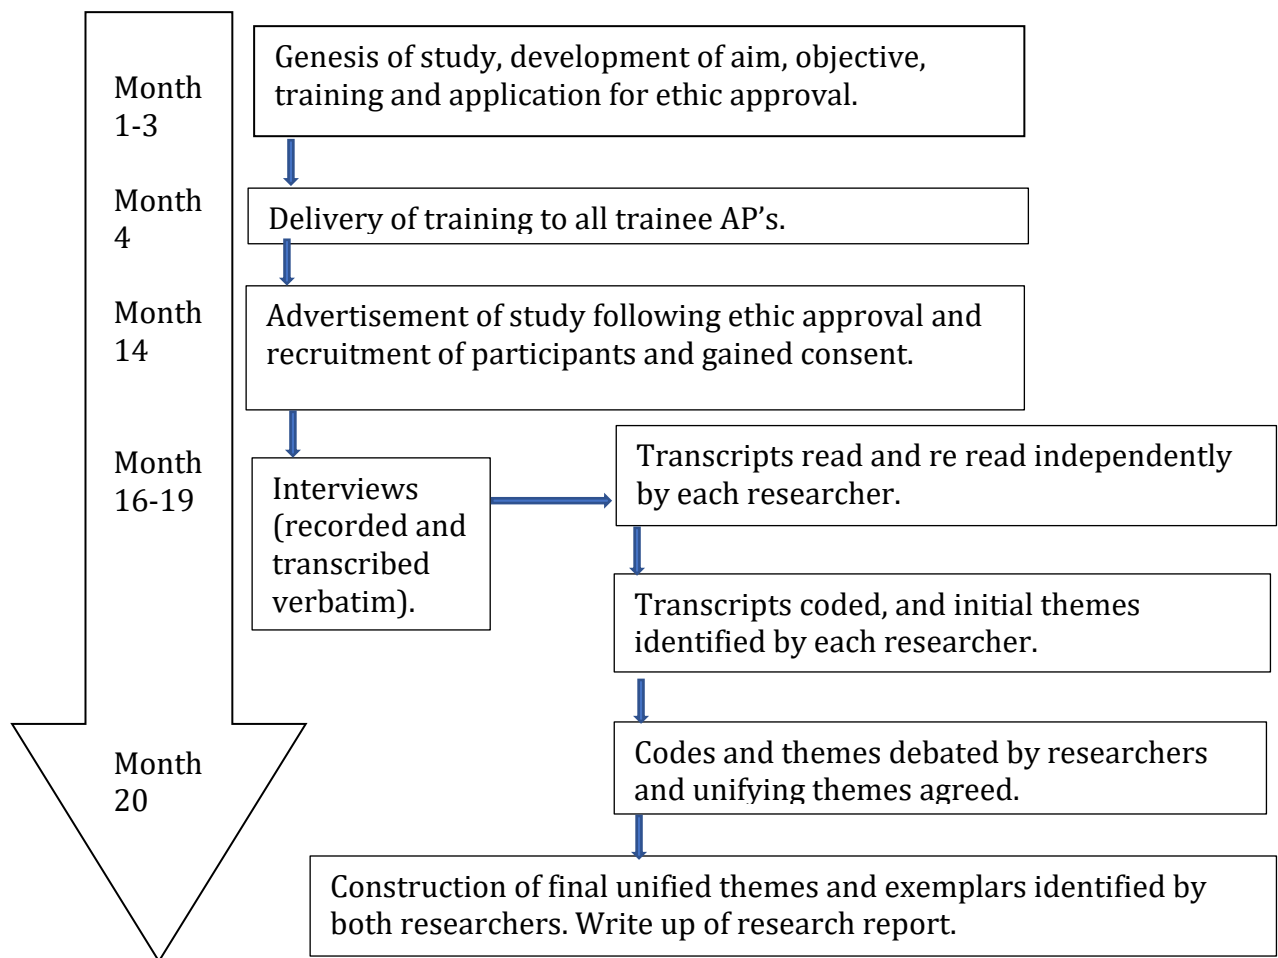 Month
1-3
Genesis of study, development of aim, objective,
training and application for ethic approval.
Month
4
Delivery of training to all trainee AP's.
Month
14
Advertisement of study following ethic approval and
recruitment of participants and gained consent.
Month
16-19
Interviews
(recorded and
transcribed
verbatim).
Transcripts read and re read independently
by each researcher.
Transcripts coded, and initial themes
identified by each researcher.
Month
20
Codes and themes debated by researchers
and unifying themes agreed.
Construction of final unified themes and exemplars identified by
both researchers. Write up of research report.